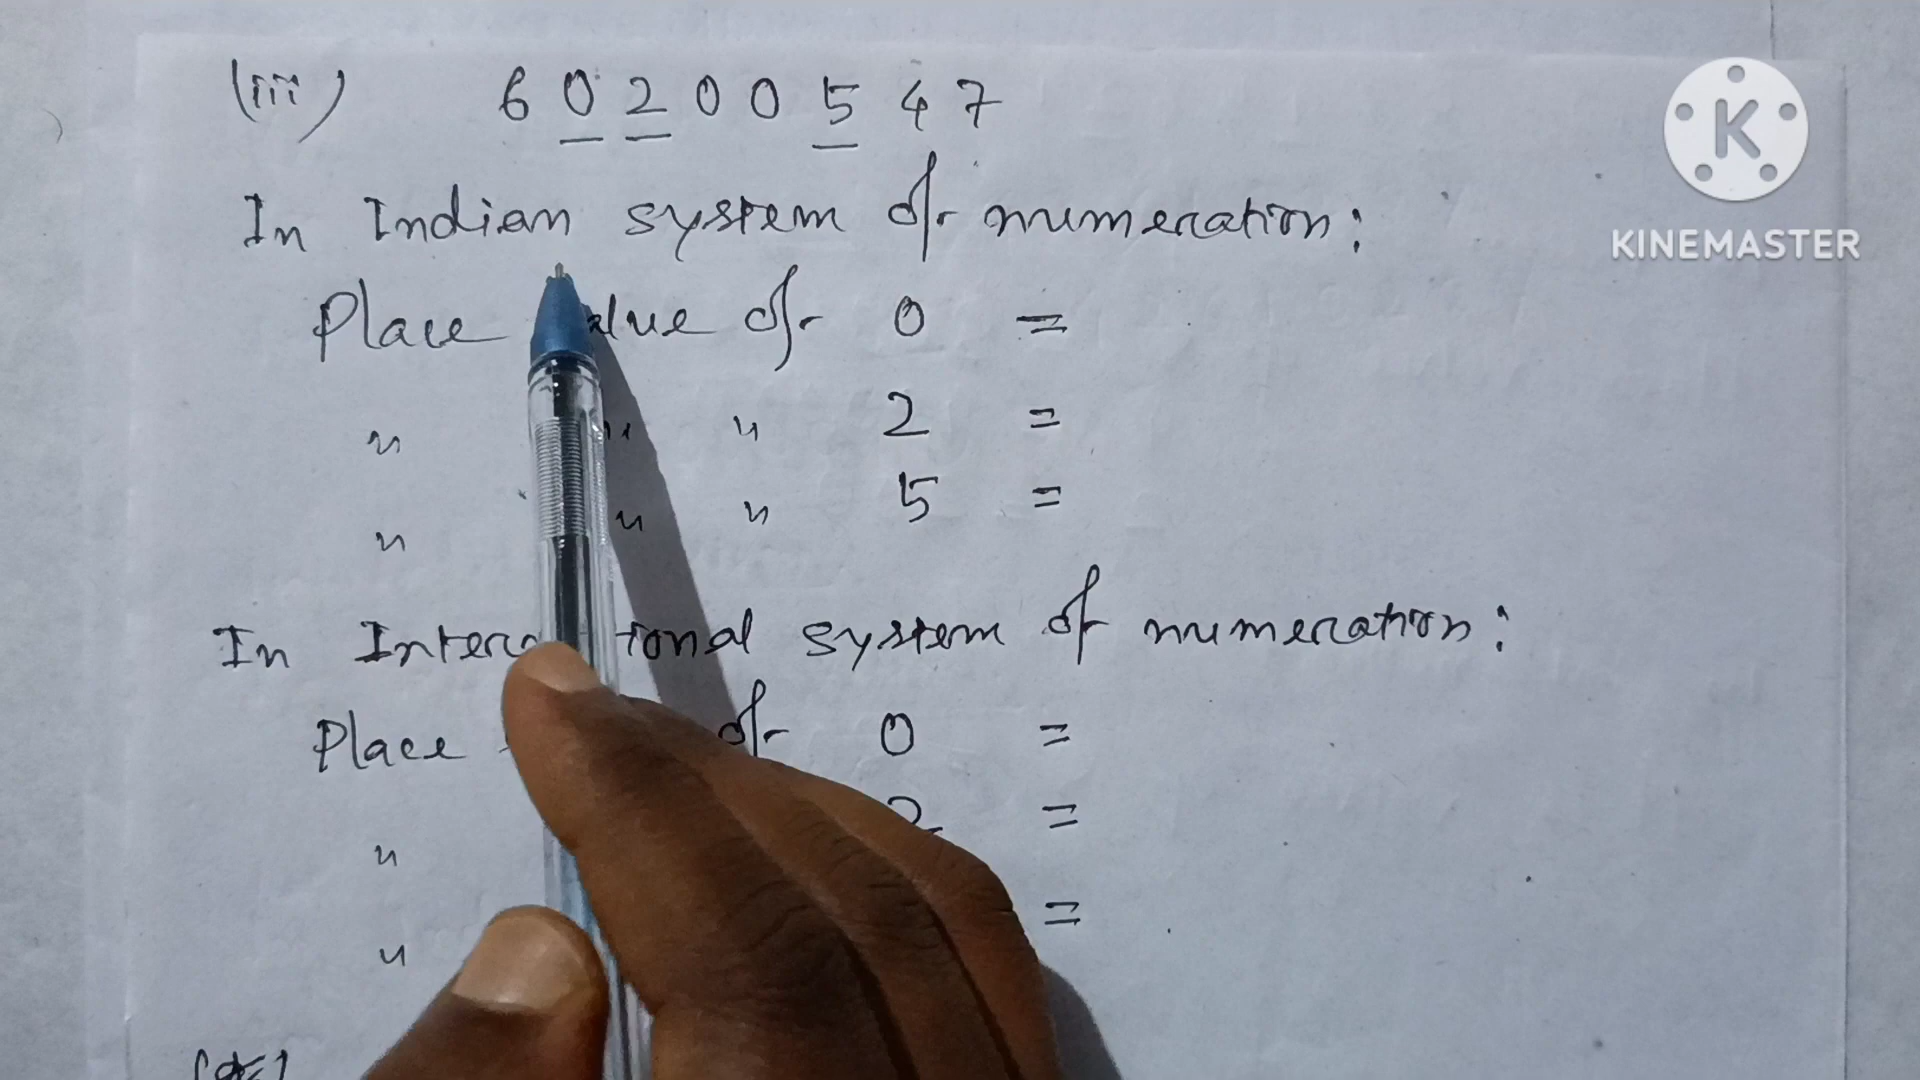 (iii) 6 0 2 0 0 5 4 7
K
KINEMASTER
In Indian system of numeration:
Place value of 0 =
" " " 2 =
" " " 5 =
In system of numeration:
Place of 0 =
" 2 =
" =